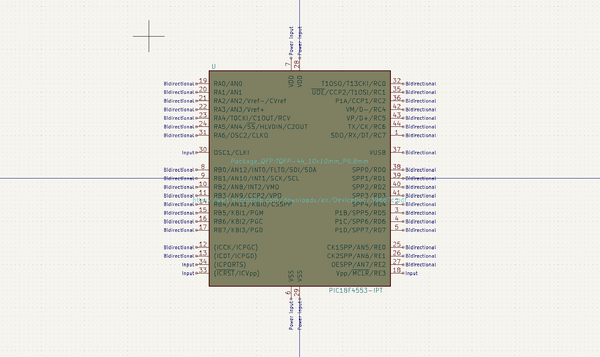 Power Input
Power Input
7
28
U
VDD
VDD
Bidirectional 19 RA0/AN0 T1OSO/T13CKI/RC0 32 Bidirectional
Bidirectional 20 RA1/AN1 UOE/CCP2/T1OSI/RC1 35 Bidirectional
Bidirectional 21 RA2/AN2/Vref-/CVref P1A/CCP1/RC2 36 Bidirectional
Bidirectional 22 RA3/AN3/Vref+ VM/D-/RC4 42 Bidirectional
Bidirectional 23 RA4/T0CKI/C1OUT/RCV VP/D+/RC5 43 Bidirectional
Bidirectional 24 RA5/AN4/SS/HLVDIN/C2OUT TX/CK/RC6 44 Bidirectional
Bidirectional 31 RA6/OSC2/CLKO SDO/RX/DT/RC7 1 Bidirectional
Input 30 OSC1/CLKI VUSB 37 Bidirectional
Package_QFP:TQFP-44_10x10mm_P0.8mm
Bidirectional 8 RB0/AN12/INT0/FLT0/SDI/SDA SPP0/RD0 38 Bidirectional
Bidirectional 9 RB1/AN10/INT1/SCK/SCL SPP1/RD1 39 Bidirectional
Bidirectional 10 RB2/AN8/INT2/VMO SPP2/RD2 40 Bidirectional
Bidirectional 11 RB3/AN9/CCP2/VPO SPP3/RD3 41 Bidirectional
RB4/AN11/KBI0/CSSPP SPP4/RD4 2
Bidirectional 15 RB5/KBI1/PGM P1B/SPP5/RD5 3 Bidirectional
Bidirectional 16 RB6/KBI2/PGC P1C/SPP6/RD6 4 Bidirectional
Bidirectional 17 RB7/KBI3/PGD P1D/SPP7/RD7 5 Bidirectional
Bidirectional 12 (ICCK/ICPGC) CK1SPP/AN5/RE0 25 Bidirectional
Bidirectional 13 (ICDT/ICPGD) CK2SPP/AN6/RE1 26 Bidirectional
Input 34 (ICPORTS) OESPP/AN7/RE2 27 Bidirectional
Input 33 (ICRST/ICVpp) Vpp/MCLR/RE3 18 Input
VSS
VSS
PIC18F4553-IPT
6
29
Power Input
Power Input